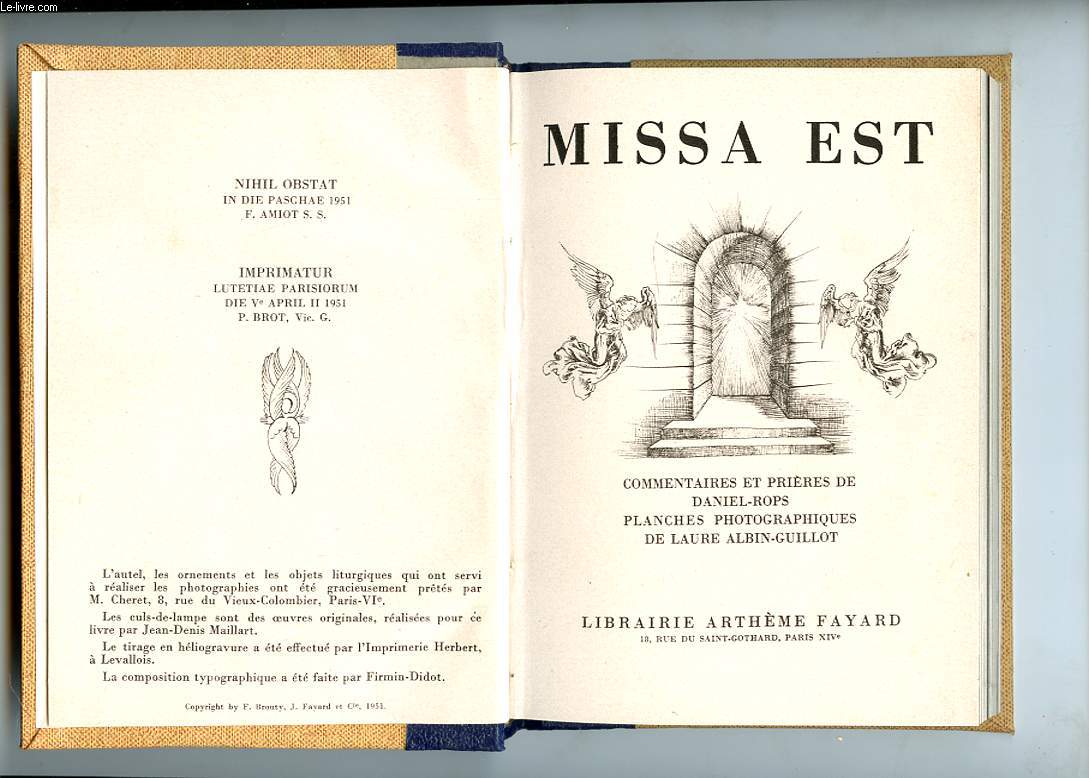 Le-livre.com
NIHIL OBSTAT
IN DIE PASCHAE 1951
F. AMIOT S. S.
IMPRIMATUR
LUTETIAE PARISIORUM
DIE Ve APRIL II 1951
P. BROT, Vic. G.
L'autel, les ornements et les objets liturgiques qui ont servi
à réaliser les photographies ont été gracieusement prêtés par
M. Cheret, 8, rue du Vieux-Colombier, Paris-VIe.
Les culs-de-lampe sont des œuvres originales, réalisées pour ce
livre par Jean-Denis Maillart.
Le tirage en héliogravure a été effectué par l'Imprimerie Herbert,
à Levallois.
La composition typographique a été faite par Firmin-Didot.
Copyright by F. Brouty, J. Fayard et Cie, 1951.
MISSA EST
COMMENTAIRES ET PRIÈRES DE
DANIEL-ROPS
PLANCHES PHOTOGRAPHIQUES
DE LAURE ALBIN-GUILLOT
LIBRAIRIE ARTHÈME FAYARD
18, RUE DU SAINT-GOTHARD, PARIS XIVe